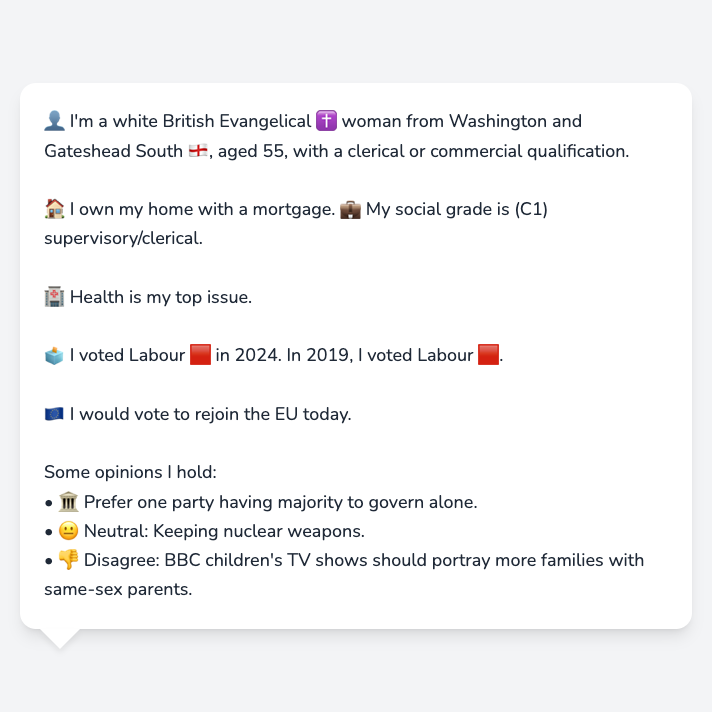 👤 I'm a white British Evangelical ✝️ woman from Washington and
Gateshead South 🏴󠁧󠁢󠁥󠁮󠁧󠁿, aged 55, with a clerical or commercial qualification.
🏠 I own my home with a mortgage. 💼 My social grade is (C1)
supervisory/clerical.
🏥 Health is my top issue.
🗳️ I voted Labour 🟥 in 2024. In 2019, I voted Labour 🟥.
🇪🇺 I would vote to rejoin the EU today.
Some opinions I hold:
• 🏛️ Prefer one party having majority to govern alone.
• 😐 Neutral: Keeping nuclear weapons.
• 👎 Disagree: BBC children's TV shows should portray more families with
same-sex parents.